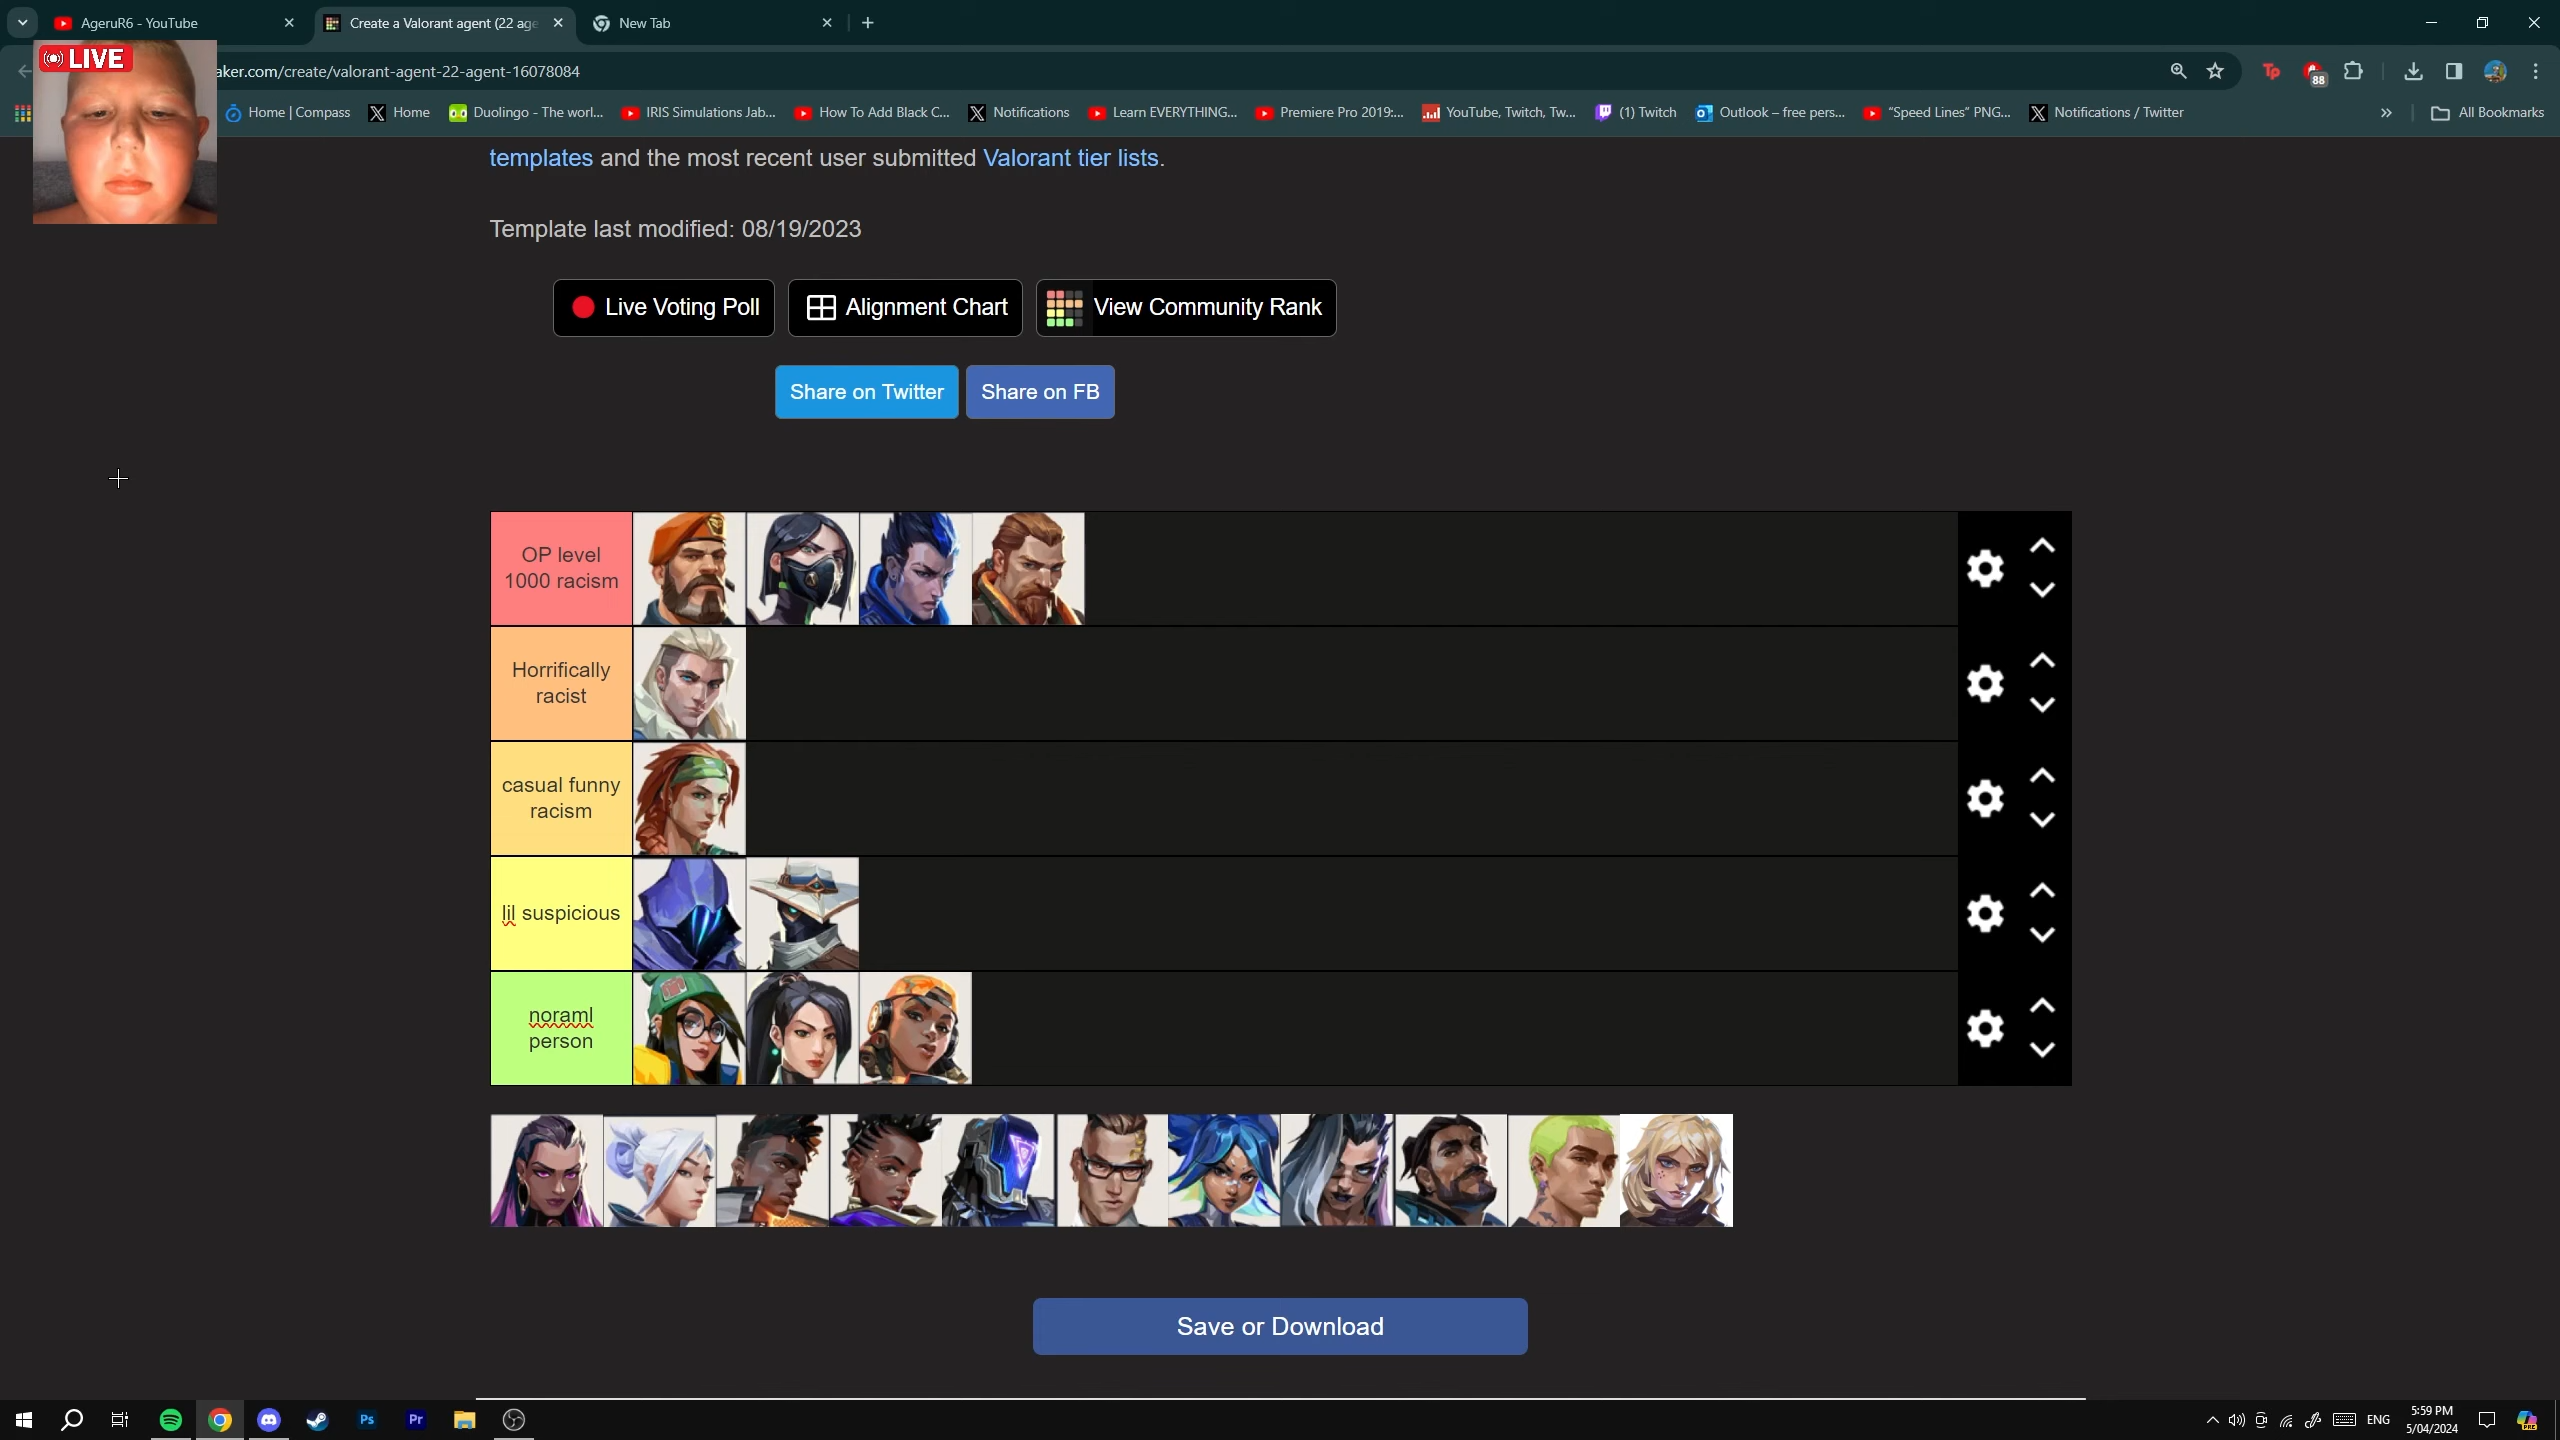 AgeruR6 - YouTube
Create a Valorant agent (22 age
New Tab
LIVE
aker.com/create/valorant-agent-22-agent-16078084
88
Home | Compass
Home
Duolingo - The worl...
IRIS Simulations Jab...
How To Add Black C...
Notifications
Learn EVERYTHING...
Premiere Pro 2019:...
YouTube, Twitch, Tw...
(1) Twitch
Outlook – free pers...
“Speed Lines” PNG...
Notifications / Twitter
»
All Bookmarks
templates and the most recent user submitted Valorant tier lists.
Template last modified: 08/19/2023
Live Voting Poll
Alignment Chart
View Community Rank
Share on Twitter
Share on FB
OP level
1000 racism
Horrifically
racist
casual funny
racism
lil suspicious
noraml
person
Save or Download
Ps
Pr
ENG
5:59 PM
5/04/2024